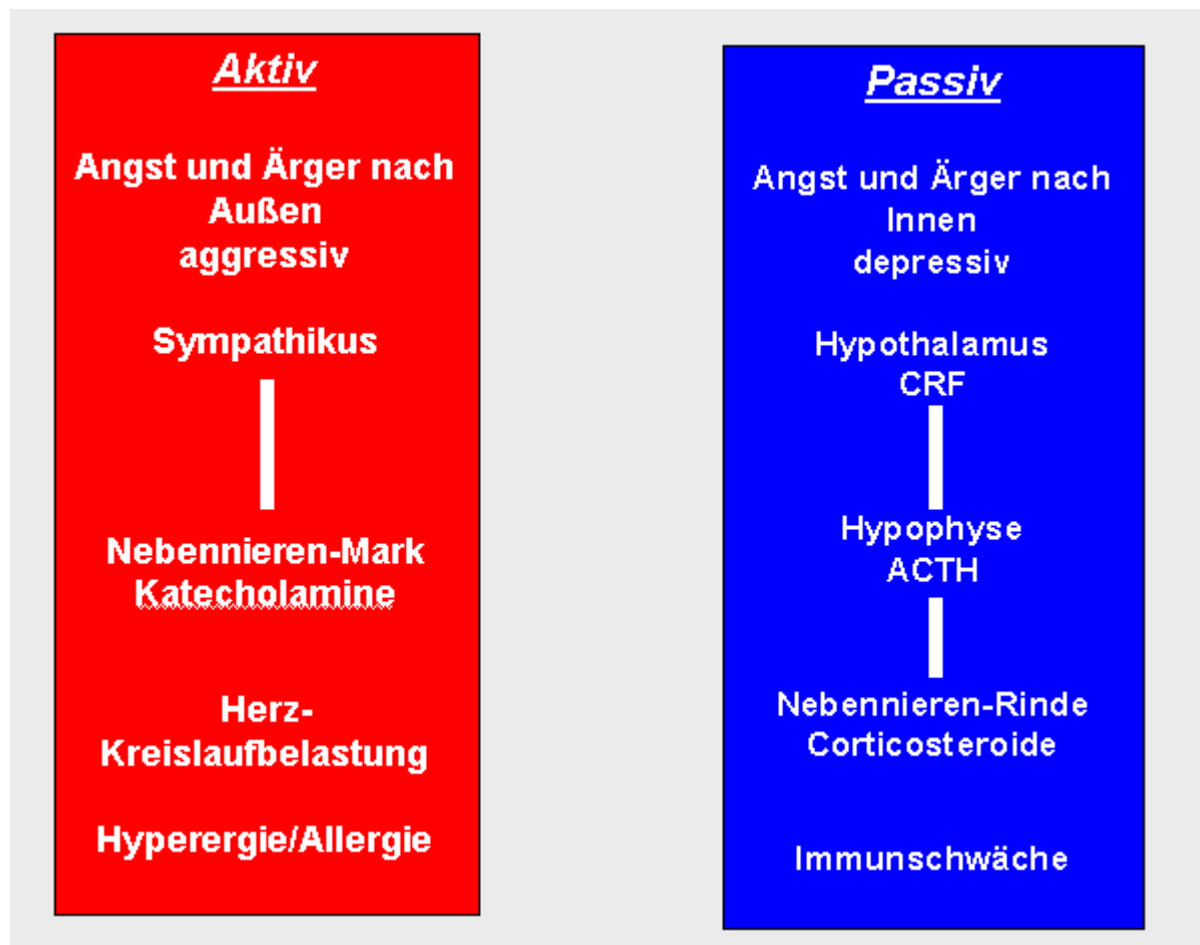 Aktiv
Angst und Ärger nach
Außen
aggressiv
Sympathikus
Nebennieren-Mark
Katecholamine
Herz-
Kreislaufbelastung
Hyperergie/Allergie
Passiv
Angst und Ärger nach
Innen
depressiv
Hypothalamus
CRF
Hypophyse
ACTH
Nebennieren-Rinde
Corticosteroide
Immunschwäche